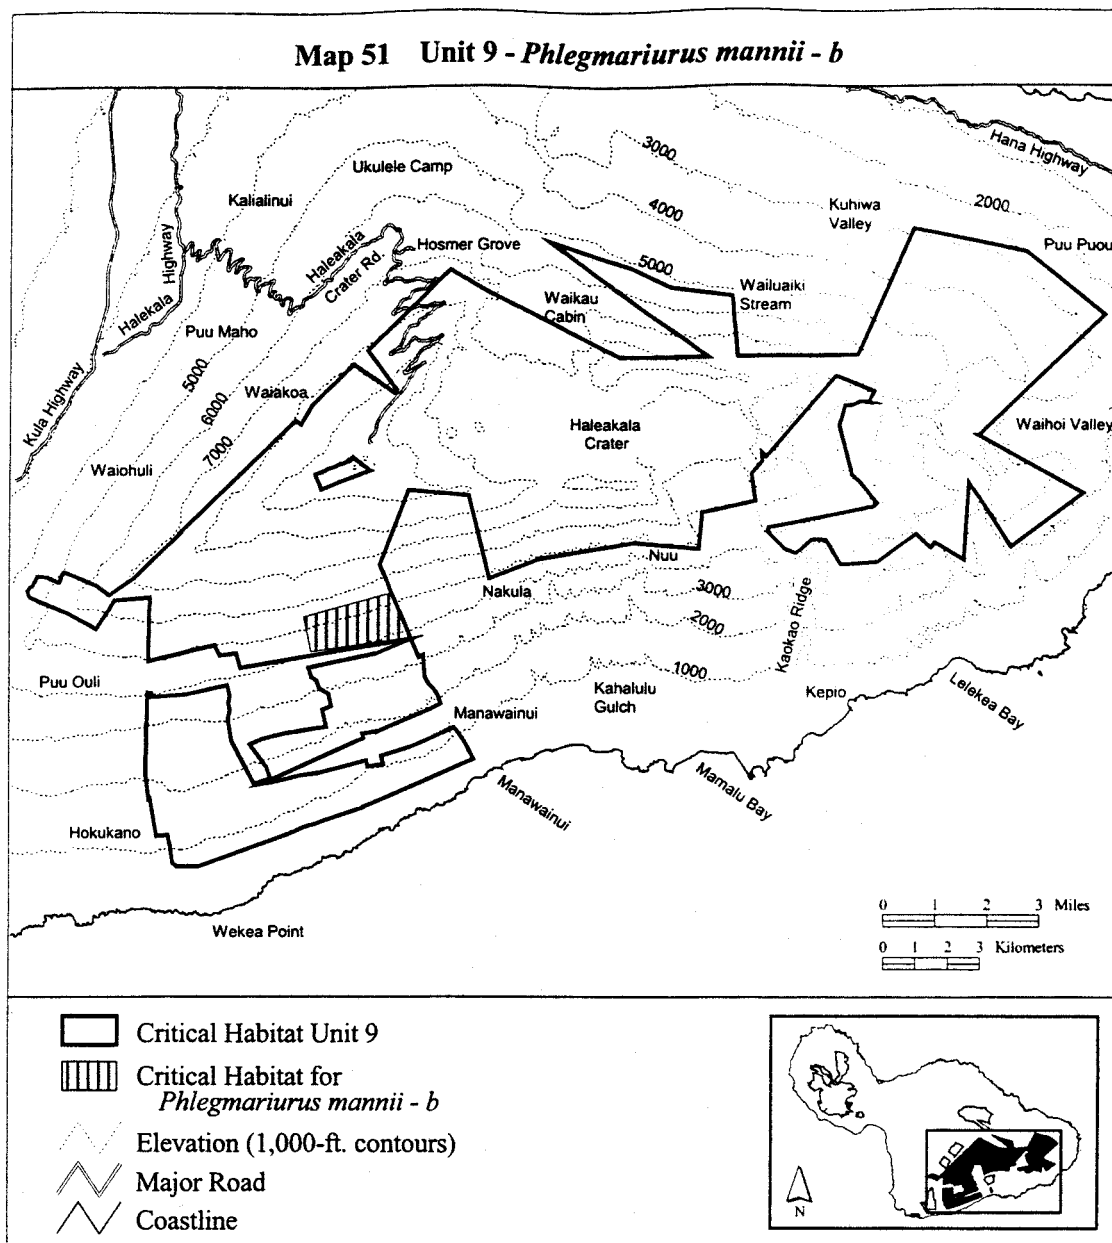 Map 51 Unit 9 - Phlegmariurus mannii - b
Hana Highway
3000
Ukulele Camp
Kalialinui
4000
Kuhiwa
Valley
2000
Puu Puou
Highway
Haleakala
Crater Rd.
Hosmer Grove
5000
Wailuaiki
Stream
Waikau
Cabin
Halekala
Puu Maho
5000
Kula Highway
6000
Waiakoa
7000
Haleakala
Crater
Waihoi Valley
Waiohuli
Nuu
Nakula
3000
2000
Kaokao Ridge
1000
Puu Ouli
Kahalulu
Gulch
Kepio
Lelekea Bay
Manawainui
Mamalu Bay
Manawainui
Hokukano
Wekea Point
0 1 2 3 Miles
0 1 2 3 Kilometers
Critical Habitat Unit 9
Critical Habitat for
Phlegmariurus mannii - b
Elevation (1,000-ft. contours)
Major Road
Coastline
N